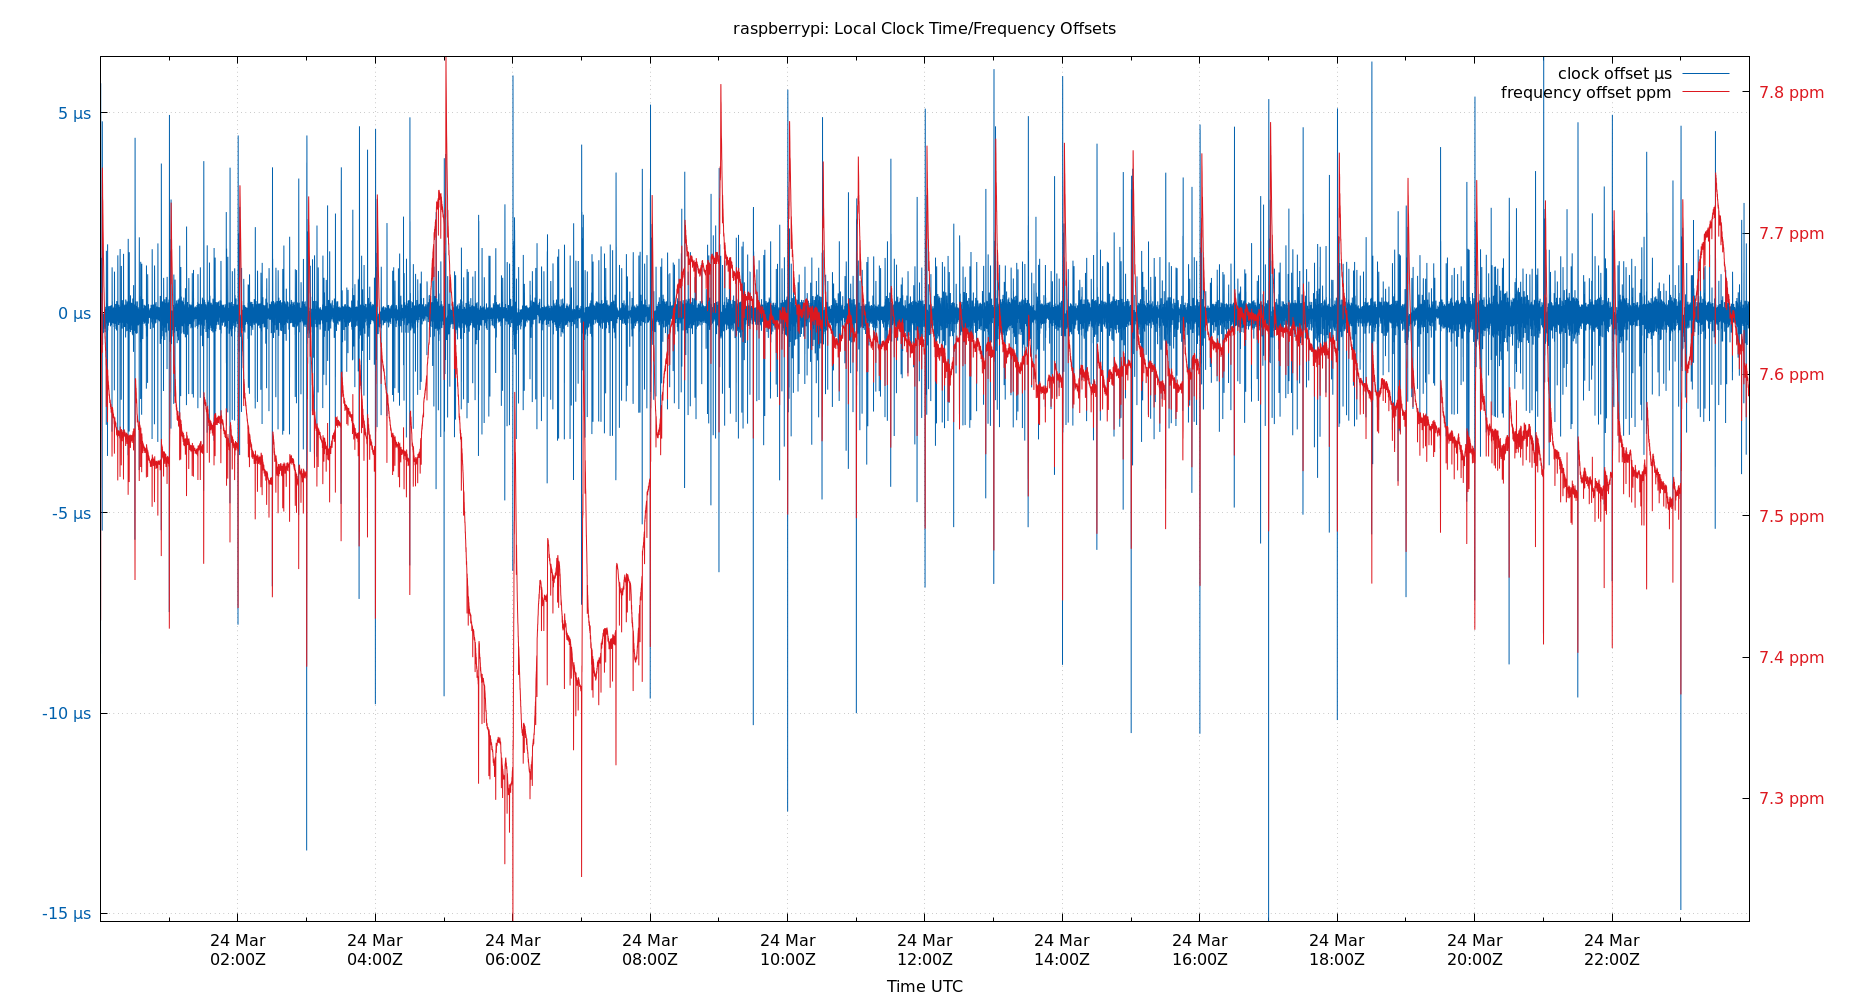 raspberrypi: Local Clock Time/Frequency Offsets
clock offset µs
frequency offset ppm
5 µs
0 µs
-5 µs
-10 µs
-15 µs
7.8 ppm
7.7 ppm
7.6 ppm
7.5 ppm
7.4 ppm
7.3 ppm
24 Mar
02:00Z
24 Mar
04:00Z
24 Mar
06:00Z
24 Mar
08:00Z
24 Mar
10:00Z
24 Mar
12:00Z
24 Mar
14:00Z
24 Mar
16:00Z
24 Mar
18:00Z
24 Mar
20:00Z
24 Mar
22:00Z
Time UTC